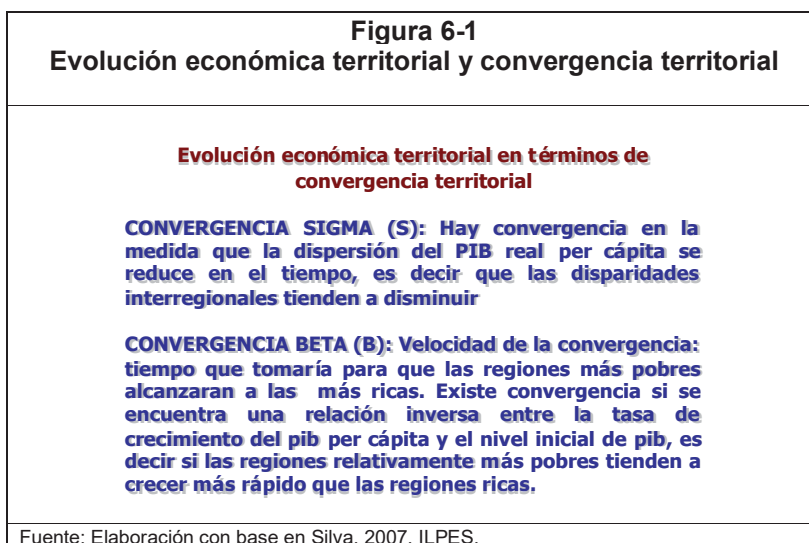 Figura 6-1
Evolución económica territorial y convergencia territorial
Evolución económica territorial en términos de
convergencia territorial
CONVERGENCIA SIGMA (S): Hay convergencia en la
medida que la dispersión del PIB real per cápita se
reduce en el tiempo, es decir que las disparidades
interregionales tienden a disminuir
CONVERGENCIA BETA (B): Velocidad de la convergencia:
tiempo que tomaría para que las regiones más pobres
alcanzaran a las más ricas. Existe convergencia si se
encuentra una relación inversa entre la tasa de
crecimiento del pib per cápita y el nivel inicial de pib, es
decir si las regiones relativamente más pobres tienden a
crecer más rápido que las regiones ricas.
Fuente: Elaboración con base en Silva, 2007, ILPES.